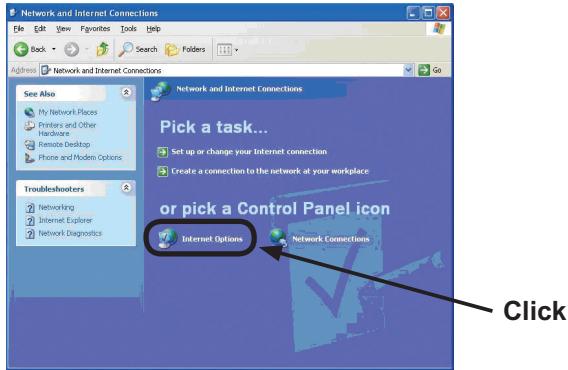 Network and Internet Connections
File Edit View Favorites Tools Help
Back Search Folders
Address Network and Internet Connections Go
See Also
My Network Places
Printers and Other
Hardware
Remote Desktop
Phone and Modem Options
Troubleshooters
Networking
Internet Explorer
Network Diagnostics
Network and Internet Connections
Pick a task...
Set up or change your Internet connection
Create a connection to the network at your workplace
or pick a Control Panel icon
Internet Options Network Connections
Click